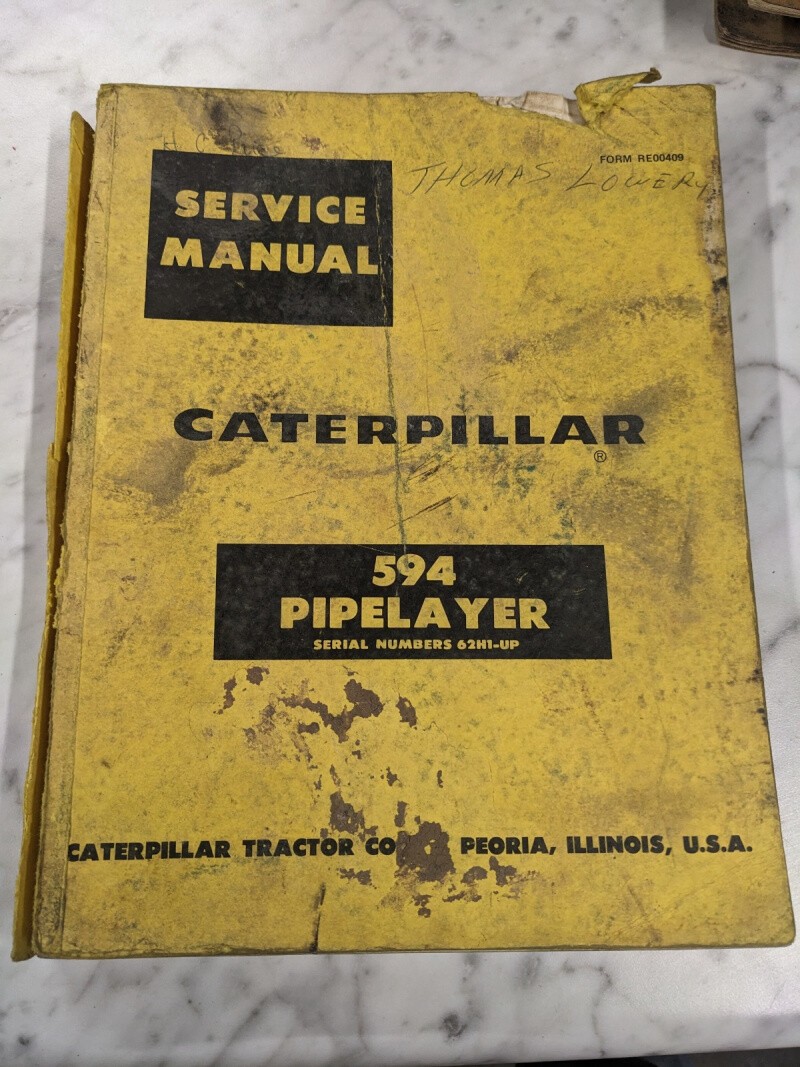 H. C.
FORM RE00409
THOMAS LOWERY
SERVICE
MANUAL
CATERPILLAR
®
594
PIPELAYER
SERIAL NUMBERS 62H1-UP
CATERPILLAR TRACTOR CO PEORIA, ILLINOIS, U.S.A.